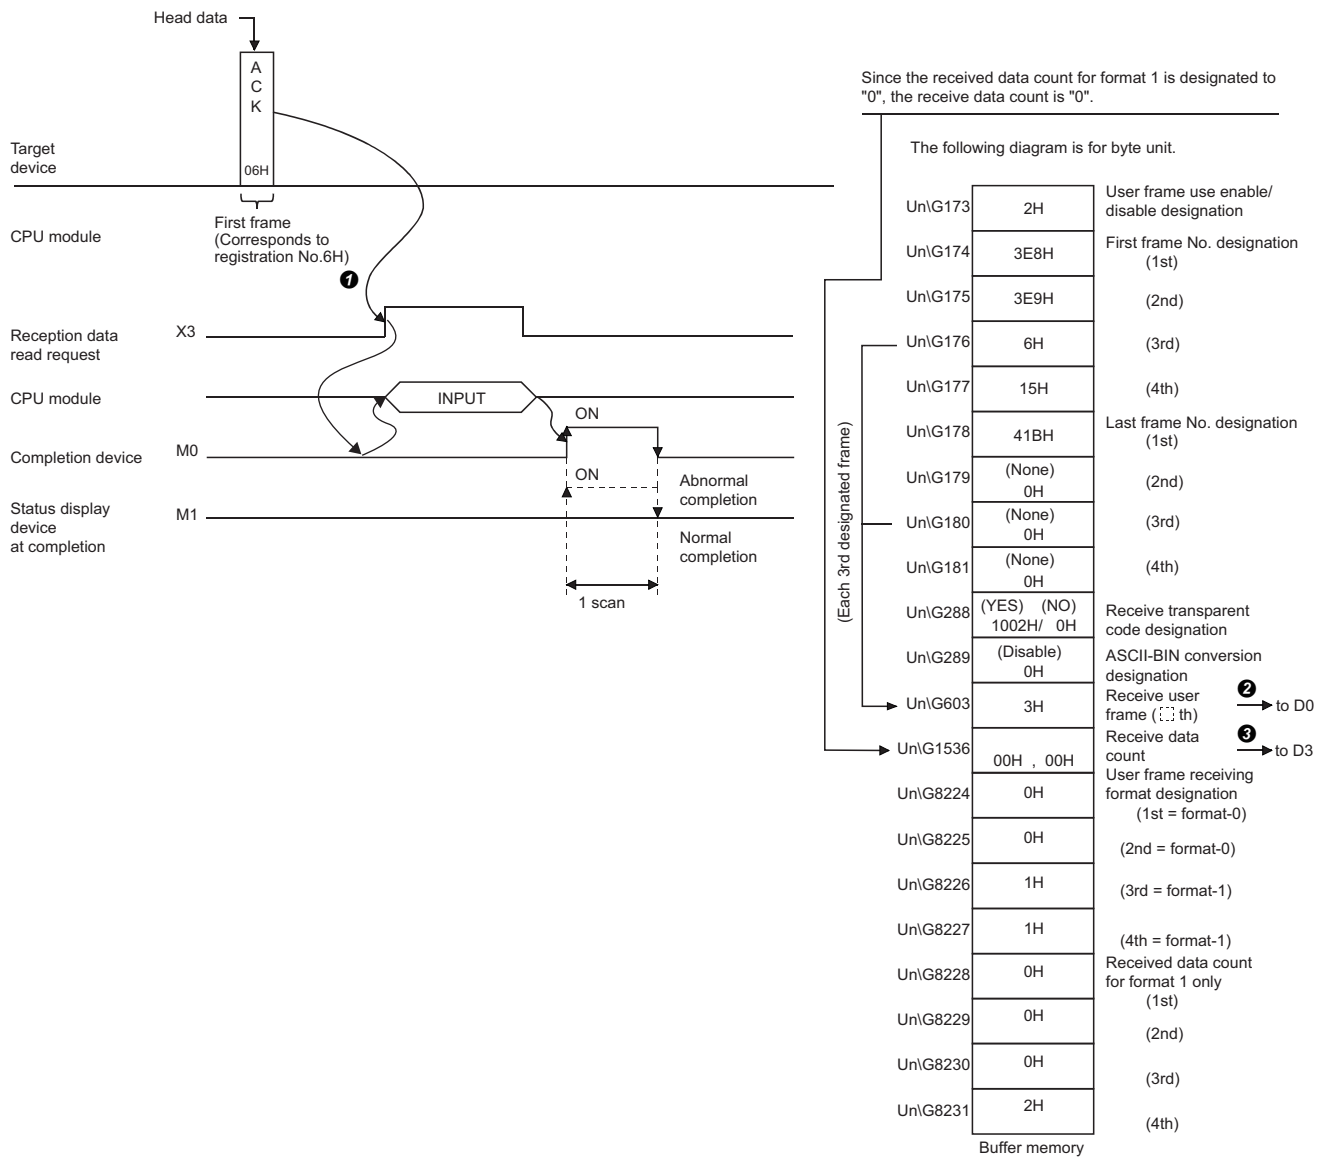 Head data
A
C
K
06H
Target
device
First frame
(Corresponds to
registration No.6H)
CPU module
1
Reception data
read request
X3
CPU module
INPUT
ON
Completion device
M0
ON
Abnormal
completion
Status display
device
at completion
M1
Normal
completion
1 scan
Since the received data count for format 1 is designated to
"0", the receive data count is "0".
The following diagram is for byte unit.
(Each 3rd designated frame)
Un\G173
2H
User frame use enable/
disable designation
Un\G174
3E8H
First frame No. designation
(1st)
Un\G175
3E9H
(2nd)
Un\G176
6H
(3rd)
Un\G177
15H
(4th)
Un\G178
41BH
Last frame No. designation
(1st)
Un\G179
(None)
0H
(2nd)
Un\G180
(None)
0H
(3rd)
Un\G181
(None)
0H
(4th)
Un\G288
(YES) (NO)
1002H/ 0H
Receive transparent
code designation
Un\G289
(Disable)
0H
ASCII-BIN conversion
designation
Un\G603
3H
Receive user
frame ( th)
2
to D0
Un\G1536
00H , 00H
Receive data
count
3
to D3
Un\G8224
0H
User frame receiving
format designation
(1st = format-0)
Un\G8225
0H
(2nd = format-0)
Un\G8226
1H
(3rd = format-1)
Un\G8227
1H
(4th = format-1)
Un\G8228
0H
Received data count
for format 1 only
(1st)
Un\G8229
0H
(2nd)
Un\G8230
0H
(3rd)
Un\G8231
2H
(4th)
Buffer memory